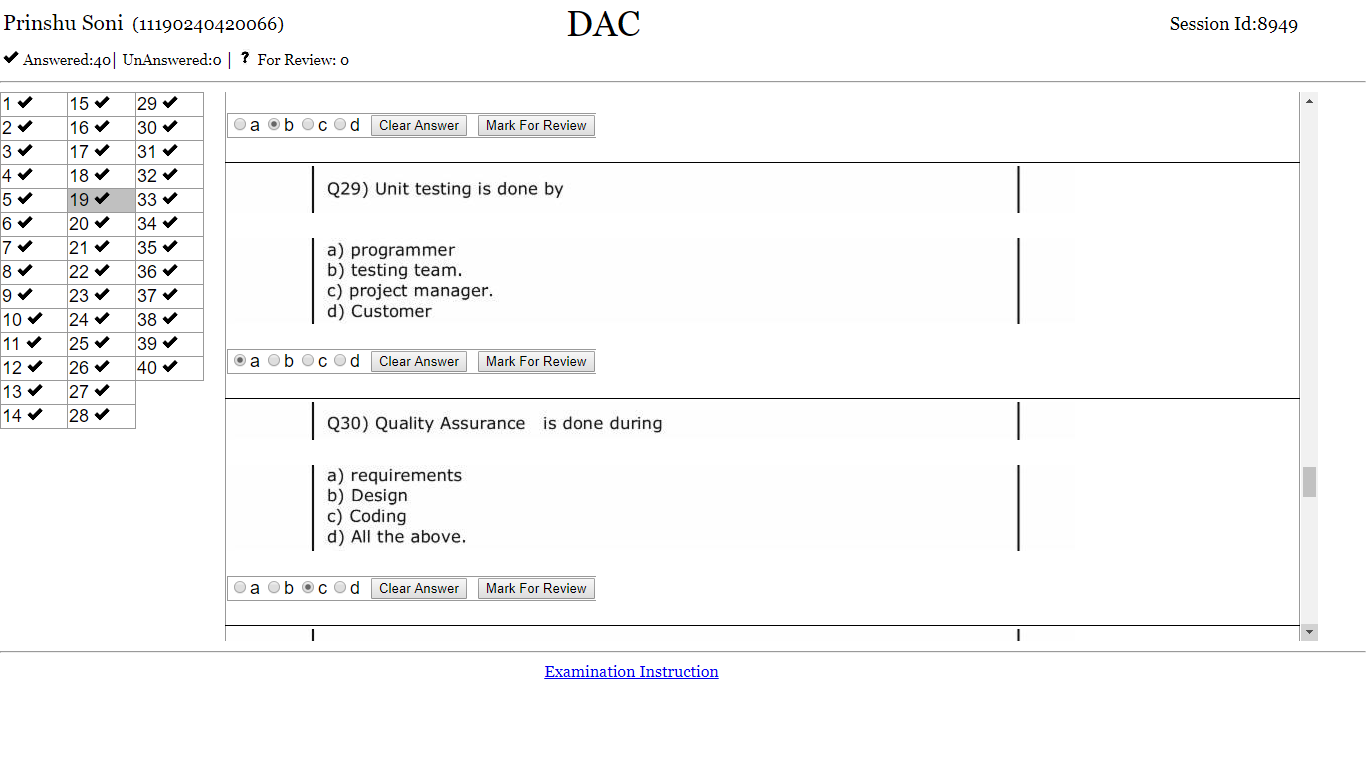 Prinshu Soni (11190240420066) DAC Session Id:8949
✔ Answered:40| UnAnswered:0 | ? For Review: 0
1 ✔ 15 ✔ 29 ✔
2 ✔ 16 ✔ 30 ✔
3 ✔ 17 ✔ 31 ✔
4 ✔ 18 ✔ 32 ✔
5 ✔ 19 ✔ 33 ✔
6 ✔ 20 ✔ 34 ✔
7 ✔ 21 ✔ 35 ✔
8 ✔ 22 ✔ 36 ✔
9 ✔ 23 ✔ 37 ✔
10 ✔ 24 ✔ 38 ✔
11 ✔ 25 ✔ 39 ✔
12 ✔ 26 ✔ 40 ✔
13 ✔ 27 ✔
14 ✔ 28 ✔
a b c d Clear Answer Mark For Review
Q29) Unit testing is done by
a) programmer
b) testing team.
c) project manager.
d) Customer
a b c d Clear Answer Mark For Review
Q30) Quality Assurance is done during
a) requirements
b) Design
c) Coding
d) All the above.
a b c d Clear Answer Mark For Review
Examination Instruction